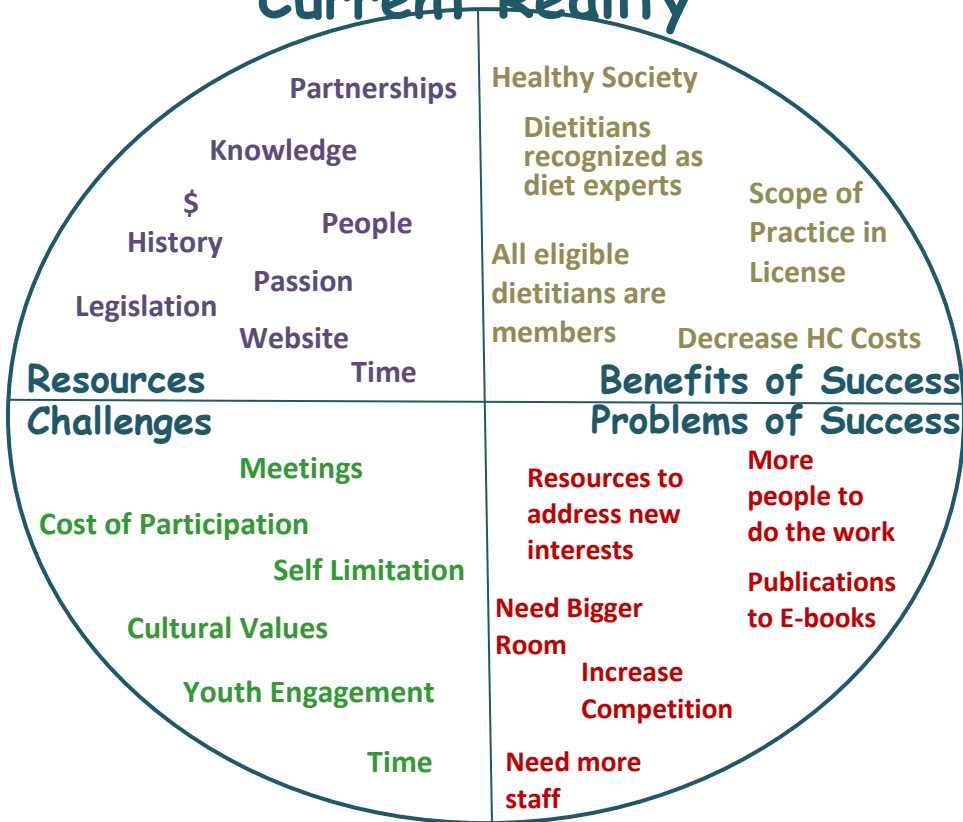 Current Reality
Partnerships
Knowledge
$
History
People
Passion
Legislation
Website
Time
Resources
Healthy Society
Dietitians
recognized as
diet experts
Scope of
Practice in
License
All eligible
dietitians are
members
Decrease HC Costs
Benefits of Success
Challenges
Meetings
Cost of Participation
Self Limitation
Cultural Values
Youth Engagement
Time
Problems of Success
Resources to
address new
interests
More
people to
do the work
Publications
to E-books
Need Bigger
Room
Increase
Competition
Need more
staff